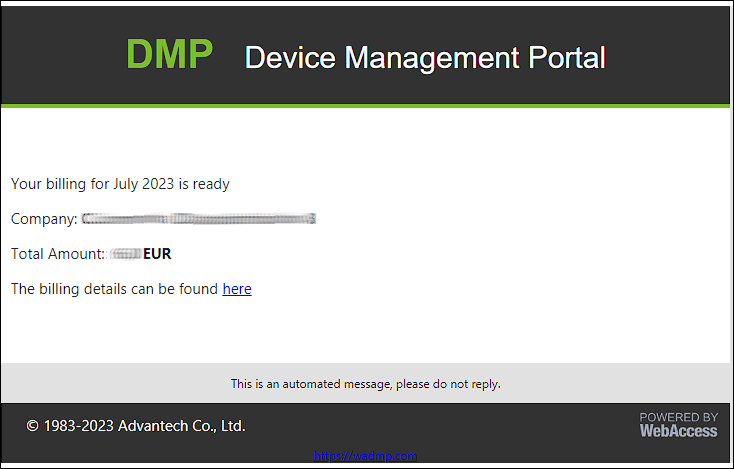 DMP Device Management Portal
Your billing for July 2023 is ready
Company:
Total Amount: EUR
The billing details can be found here
This is an automated message, please do not reply.
© 1983-2023 Advantech Co., Ltd.
POWERED BY
WebAccess
https://wadmp.com